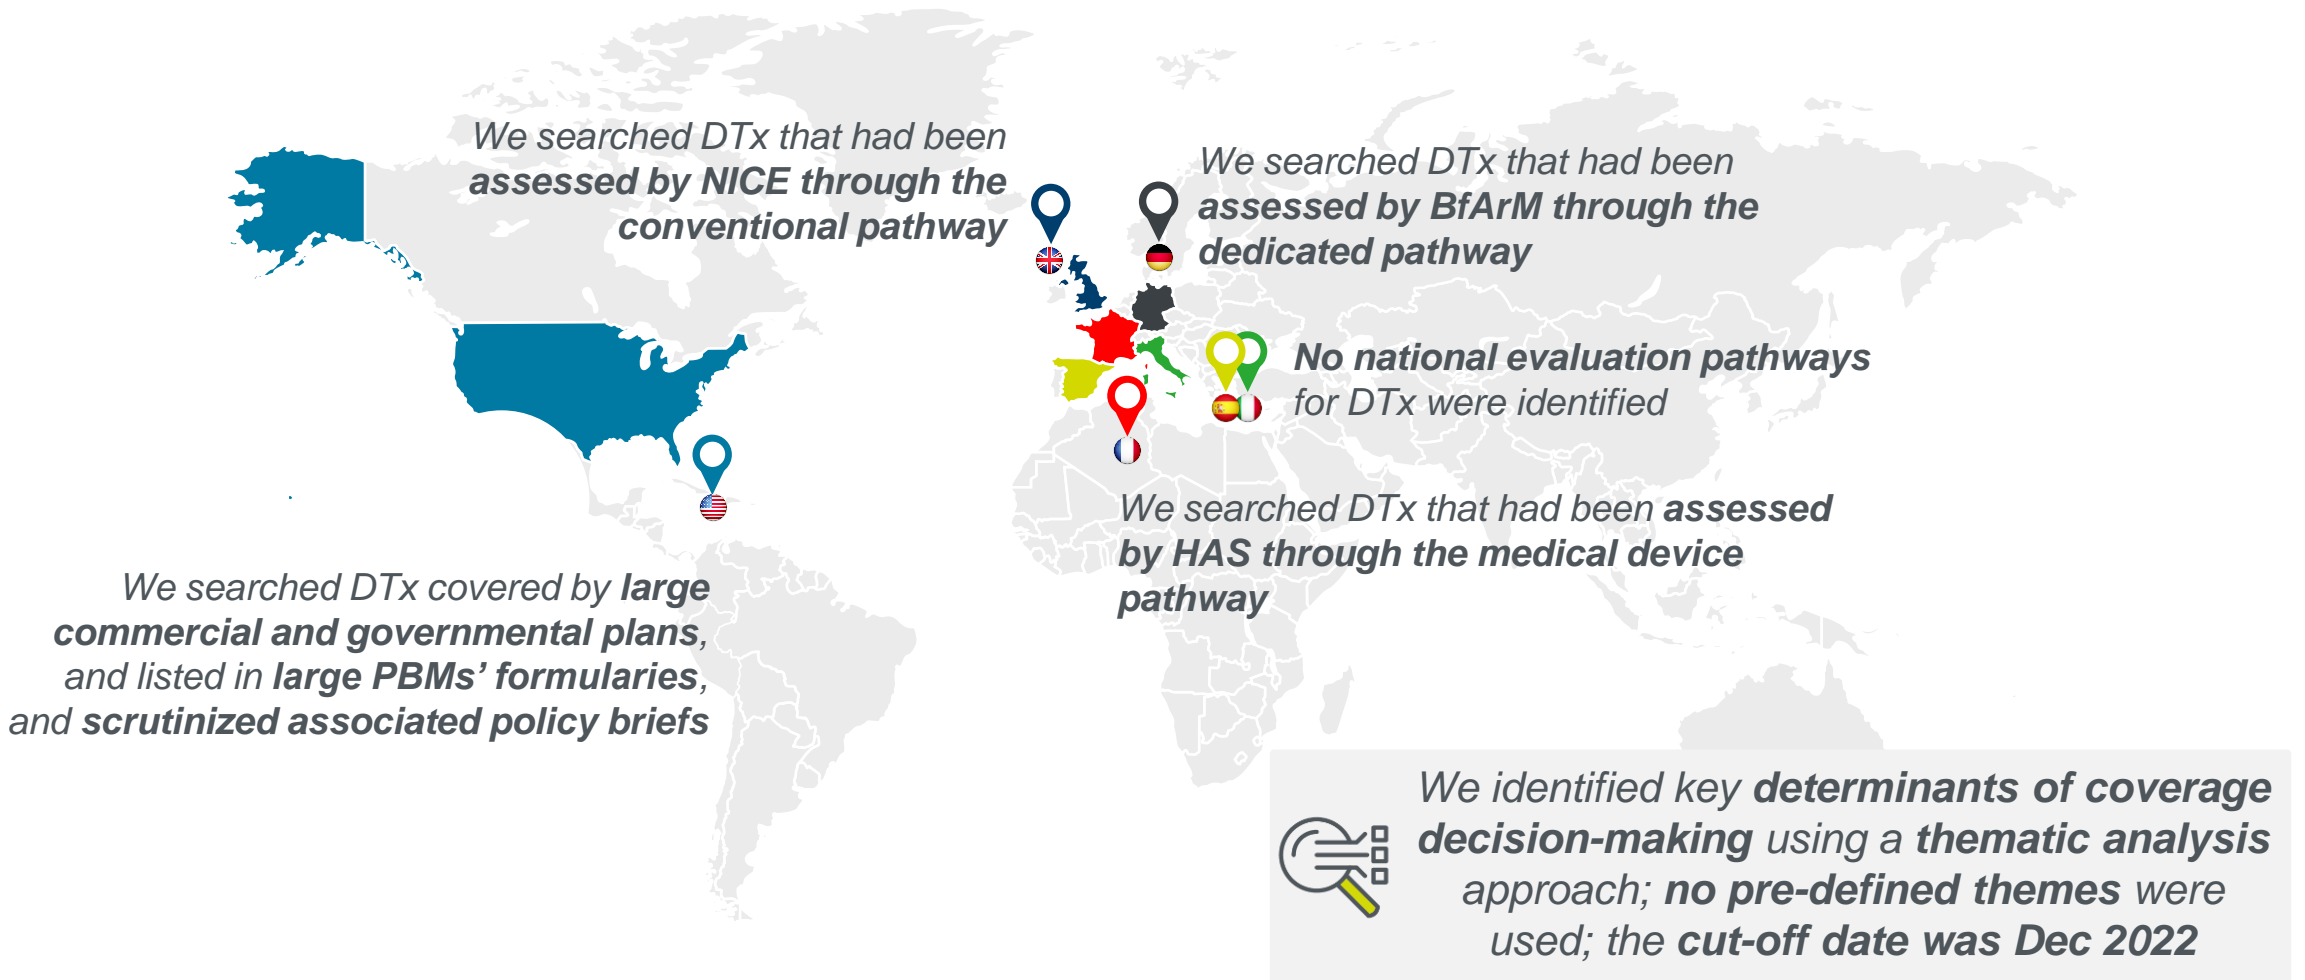 We searched DTx that had been
assessed by NICE through the
conventional pathway
We searched DTx that had been
assessed by BfArM through the
dedicated pathway
No national evaluation pathways
for DTx were identified
We searched DTx that had been assessed
by HAS through the medical device
pathway
We searched DTx covered by large
commercial and governmental plans,
and listed in large PBMs’ formularies,
and scrutinized associated policy briefs
We identified key determinants of coverage
decision-making using a thematic analysis
approach; no pre-defined themes were
used; the cut-off date was Dec 2022